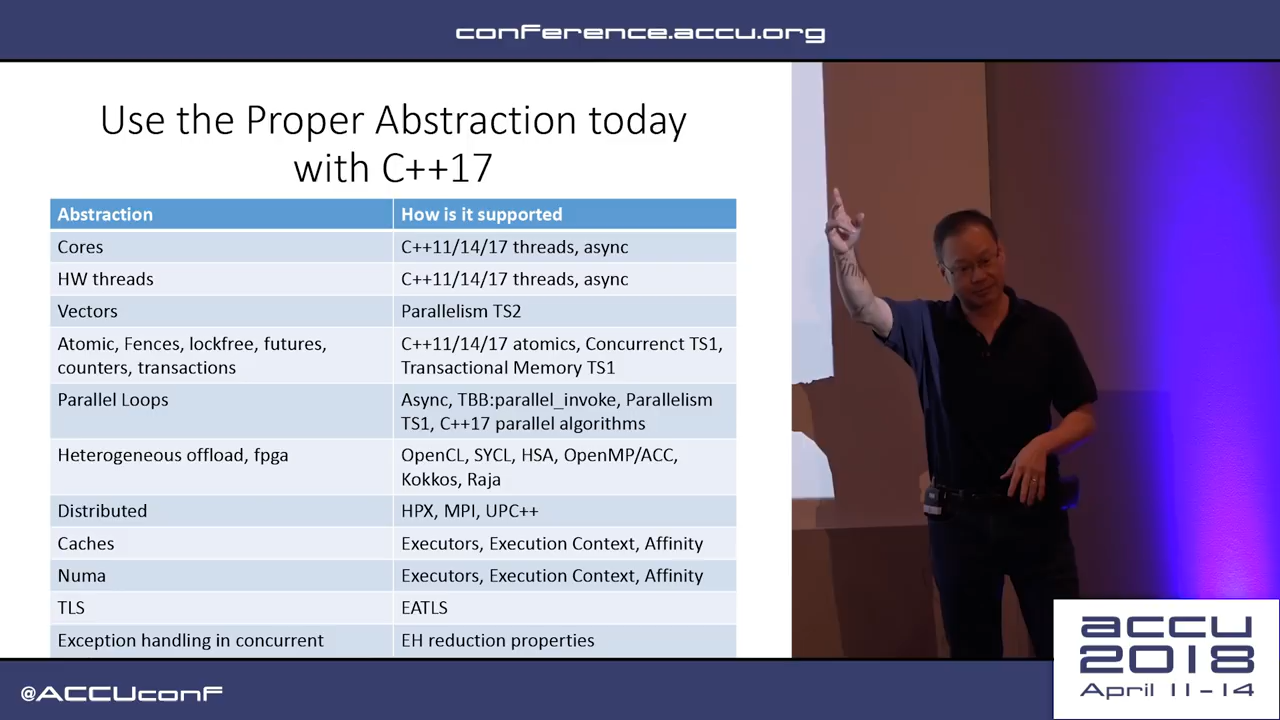 conference.accu.org
Use the Proper Abstraction today
with C++17
Abstraction
How is it supported
Cores
C++11/14/17 threads, async
HW threads
C++11/14/17 threads, async
Vectors
Parallelism TS2
Atomic, Fences, lockfree, futures,
counters, transactions
C++11/14/17 atomics, Concurrenct TS1,
Transactional Memory TS1
Parallel Loops
Async, TBB:parallel_invoke, Parallelism
TS1, C++17 parallel algorithms
Heterogeneous offload, fpga
OpenCL, SYCL, HSA, OpenMP/ACC,
Kokkos, Raja
Distributed
HPX, MPI, UPC++
Caches
Executors, Execution Context, Affinity
Numa
Executors, Execution Context, Affinity
TLS
EATLS
Exception handling in concurrent
EH reduction properties
@ACCUconf
accu
2018
April 11-14